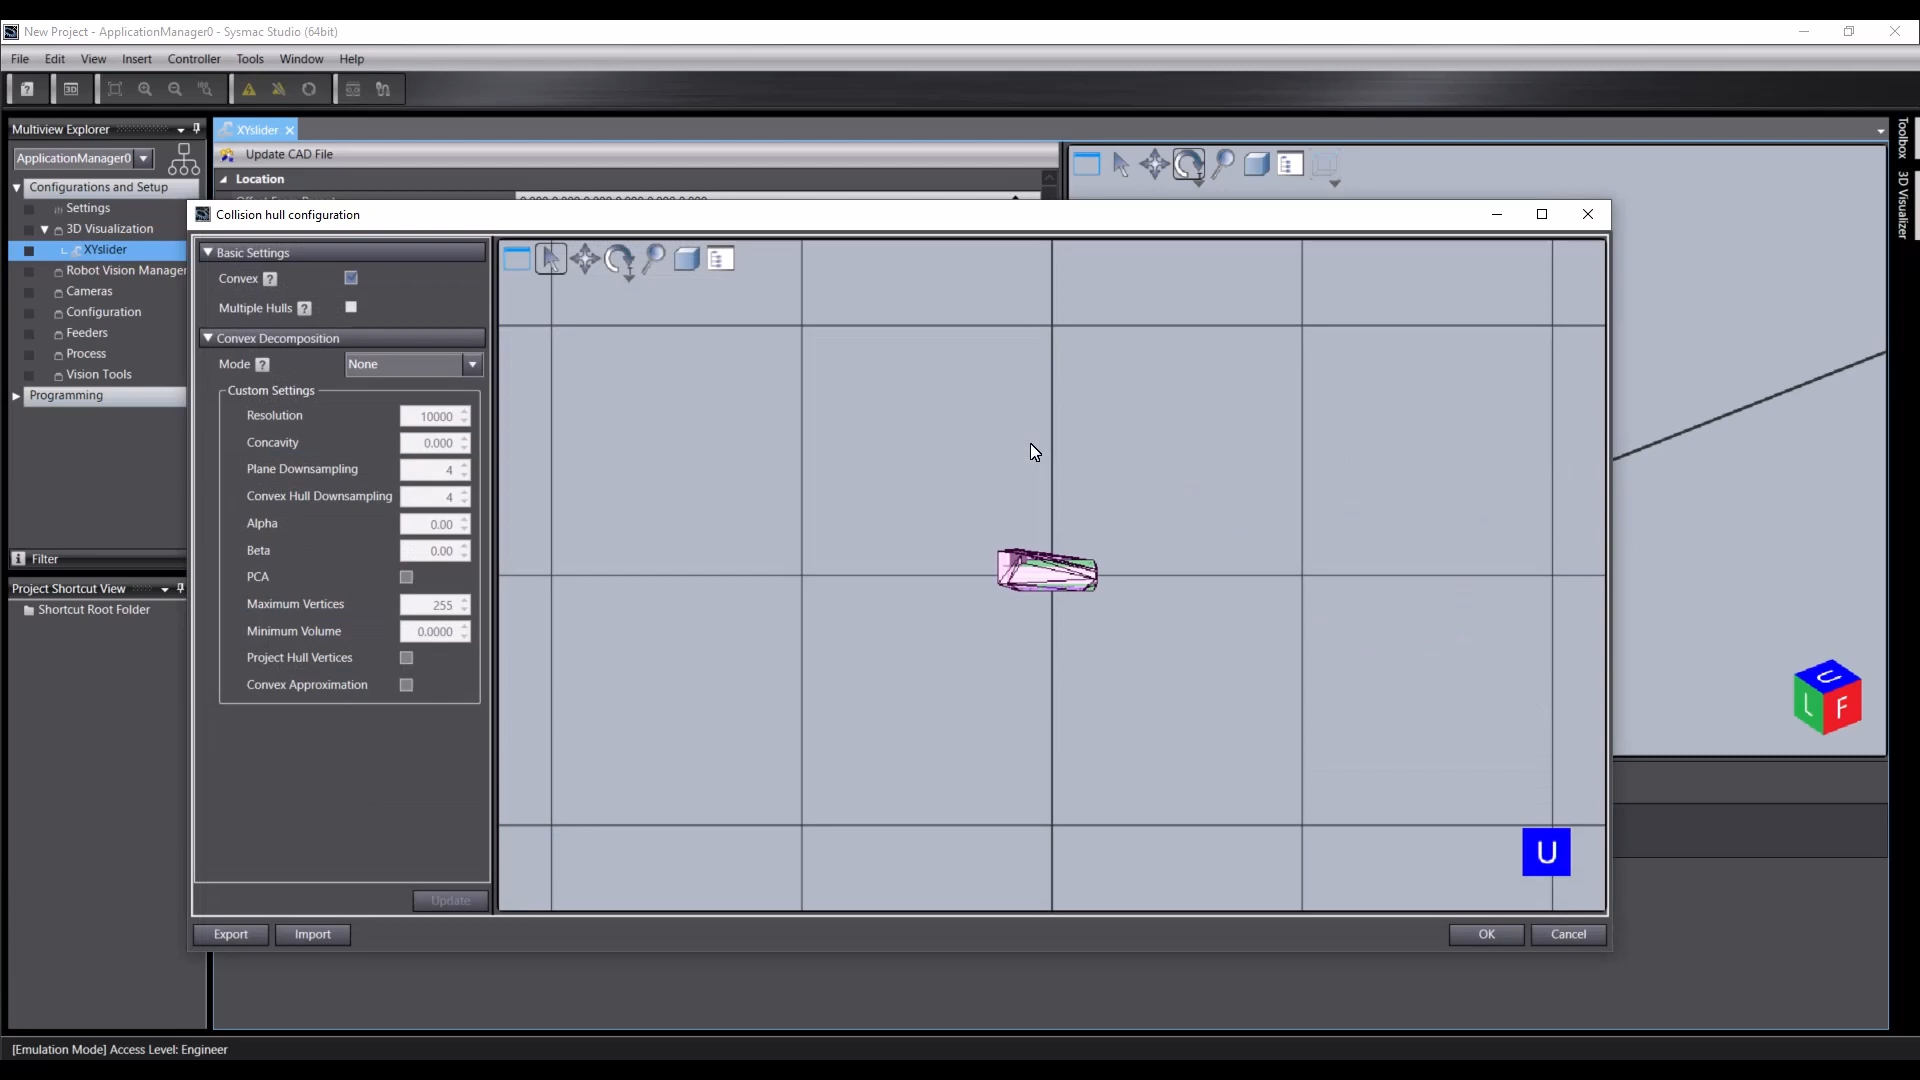 New Project - ApplicationManager0 - Sysmac Studio (64bit)
File Edit View Insert Controller Tools Window Help
3D
Multiview Explorer
XYslider
Toolbox
3D Visualizer
ApplicationManager0
Update CAD File
Location
Configurations and Setup
Settings
3D Visualization
XYslider
Robot Vision Manager
Cameras
Configuration
Feeders
Process
Vision Tools
Programming
Filter
Project Shortcut View
Shortcut Root Folder
Collision hull configuration
Basic Settings
Convex ?
Multiple Hulls ?
Convex Decomposition
Mode ? None
Custom Settings
Resolution 10000
Concavity 0.000
Plane Downsampling 4
Convex Hull Downsampling 4
Alpha 0.00
Beta 0.00
PCA
Maximum Vertices 255
Minimum Volume 0.0000
Project Hull Vertices
Convex Approximation
Update
Export Import
OK Cancel
U
U
L F
[Emulation Mode] Access Level: Engineer